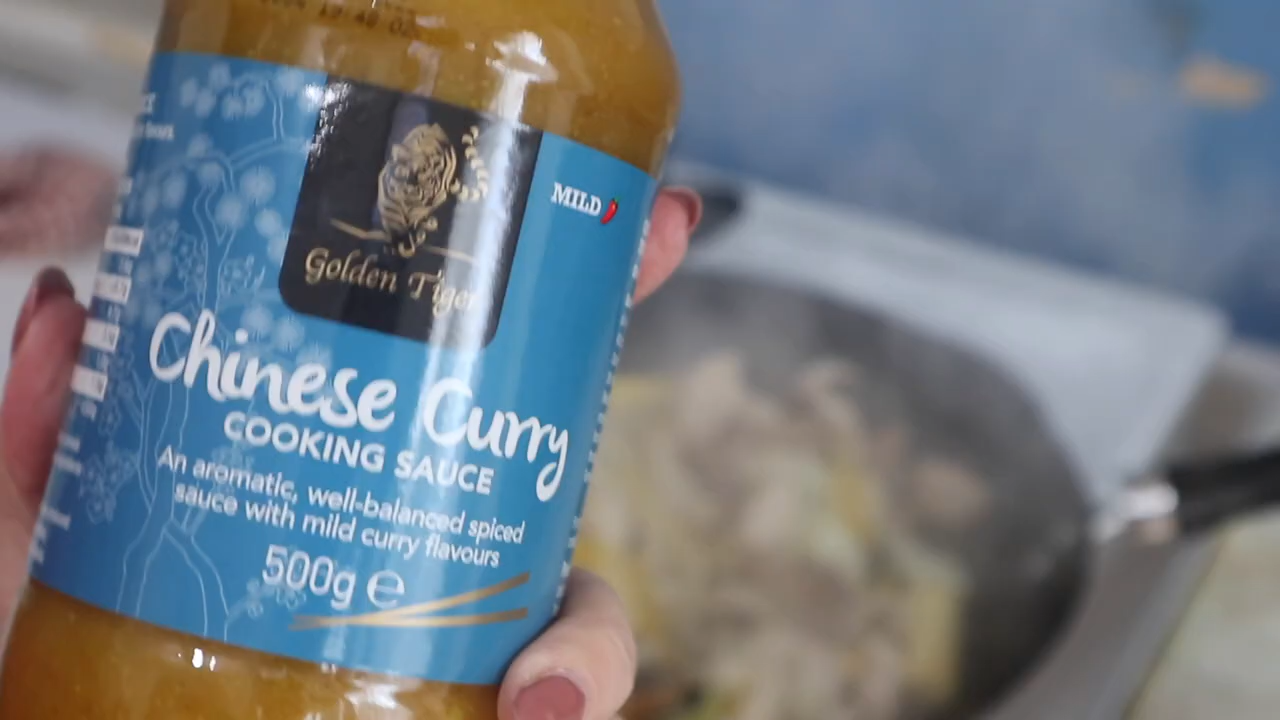 MILD
Golden Tiger
Chinese Curry
COOKING SAUCE
An aromatic, well-balanced spiced
sauce with mild curry flavours
500g ℮